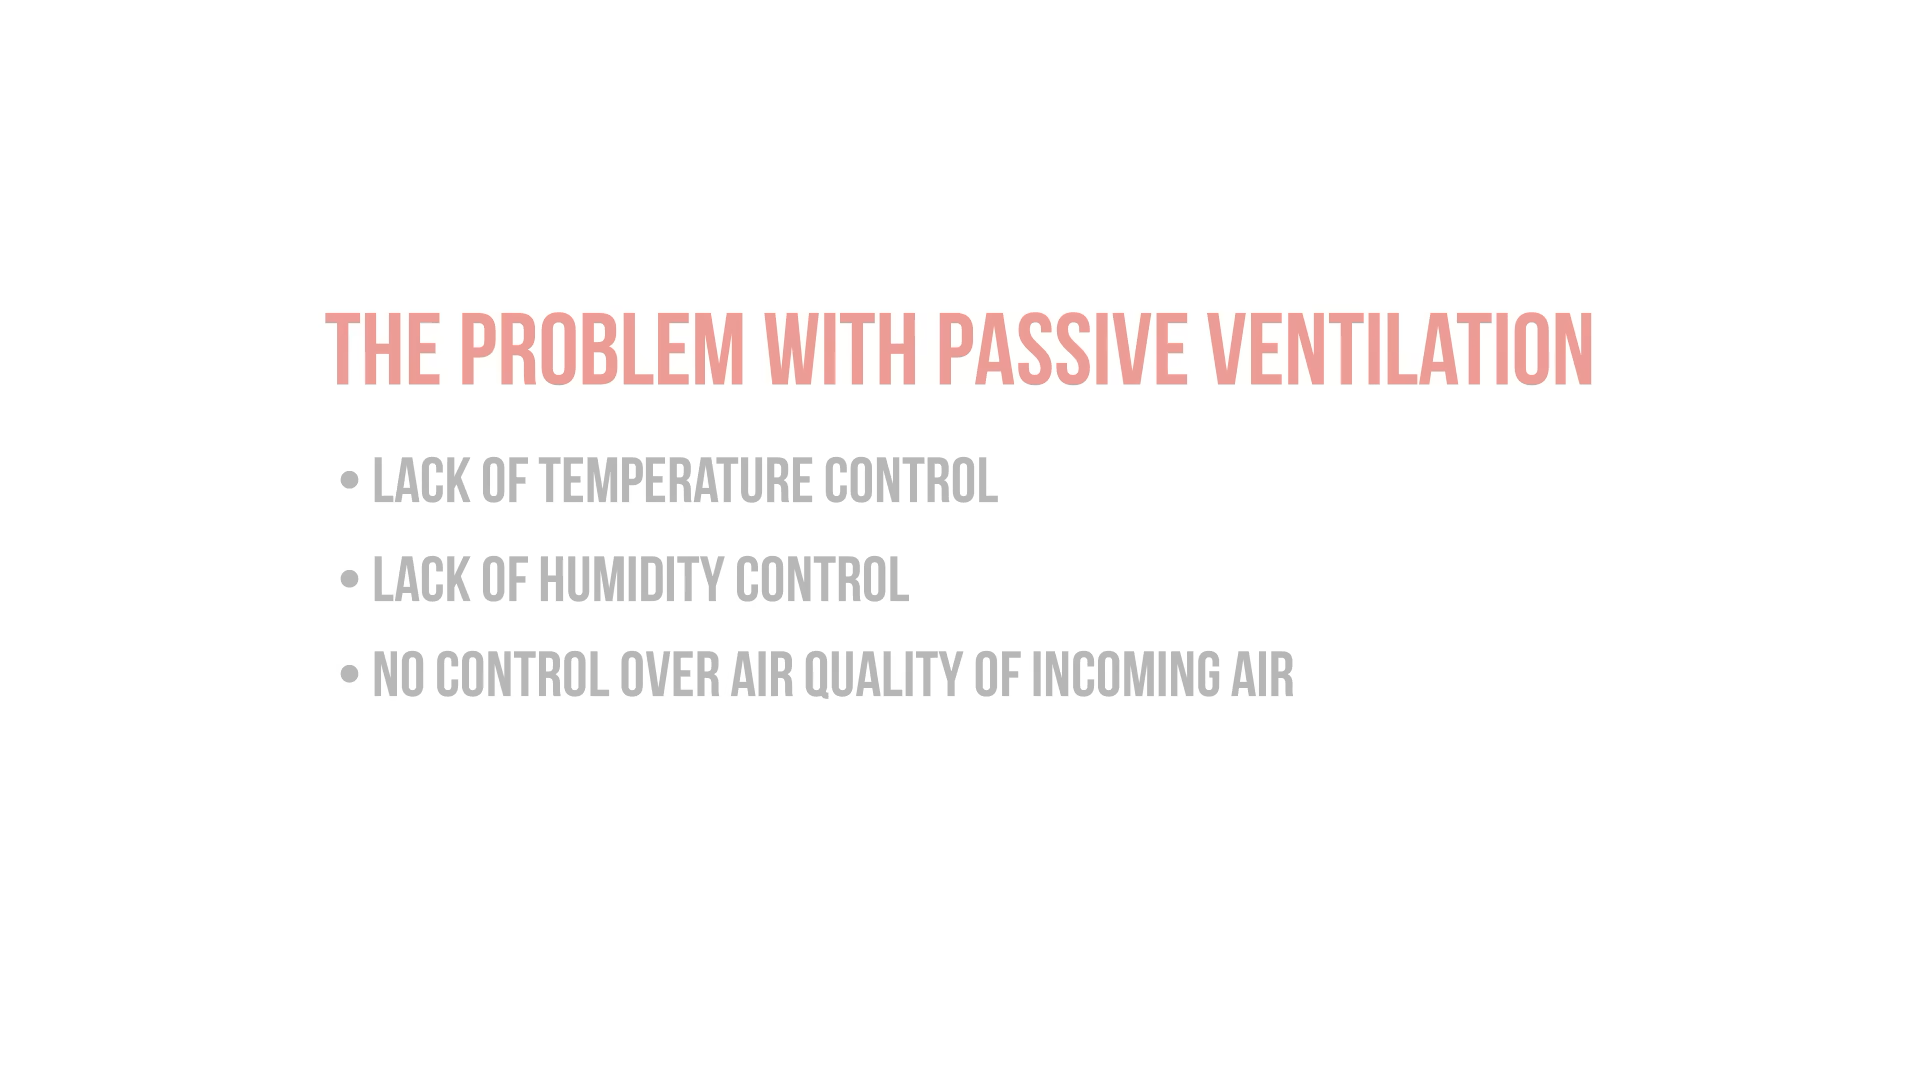 THE PROBLEM WITH PASSIVE VENTILATION
• LACK OF TEMPERATURE CONTROL
• LACK OF HUMIDITY CONTROL
• NO CONTROL OVER AIR QUALITY OF INCOMING AIR